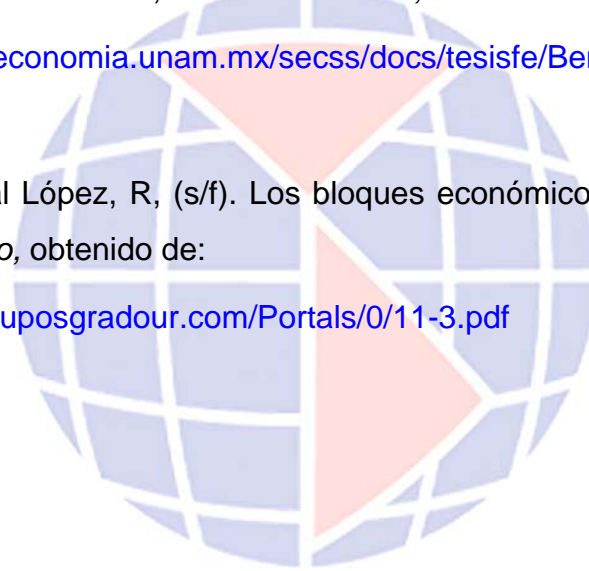 economia.unam.mx/secss/docs/tesisfe/Ber
al López, R, (s/f). Los bloques económico
o, obtenido de:
uposgradour.com/Portals/0/11-3.pdf